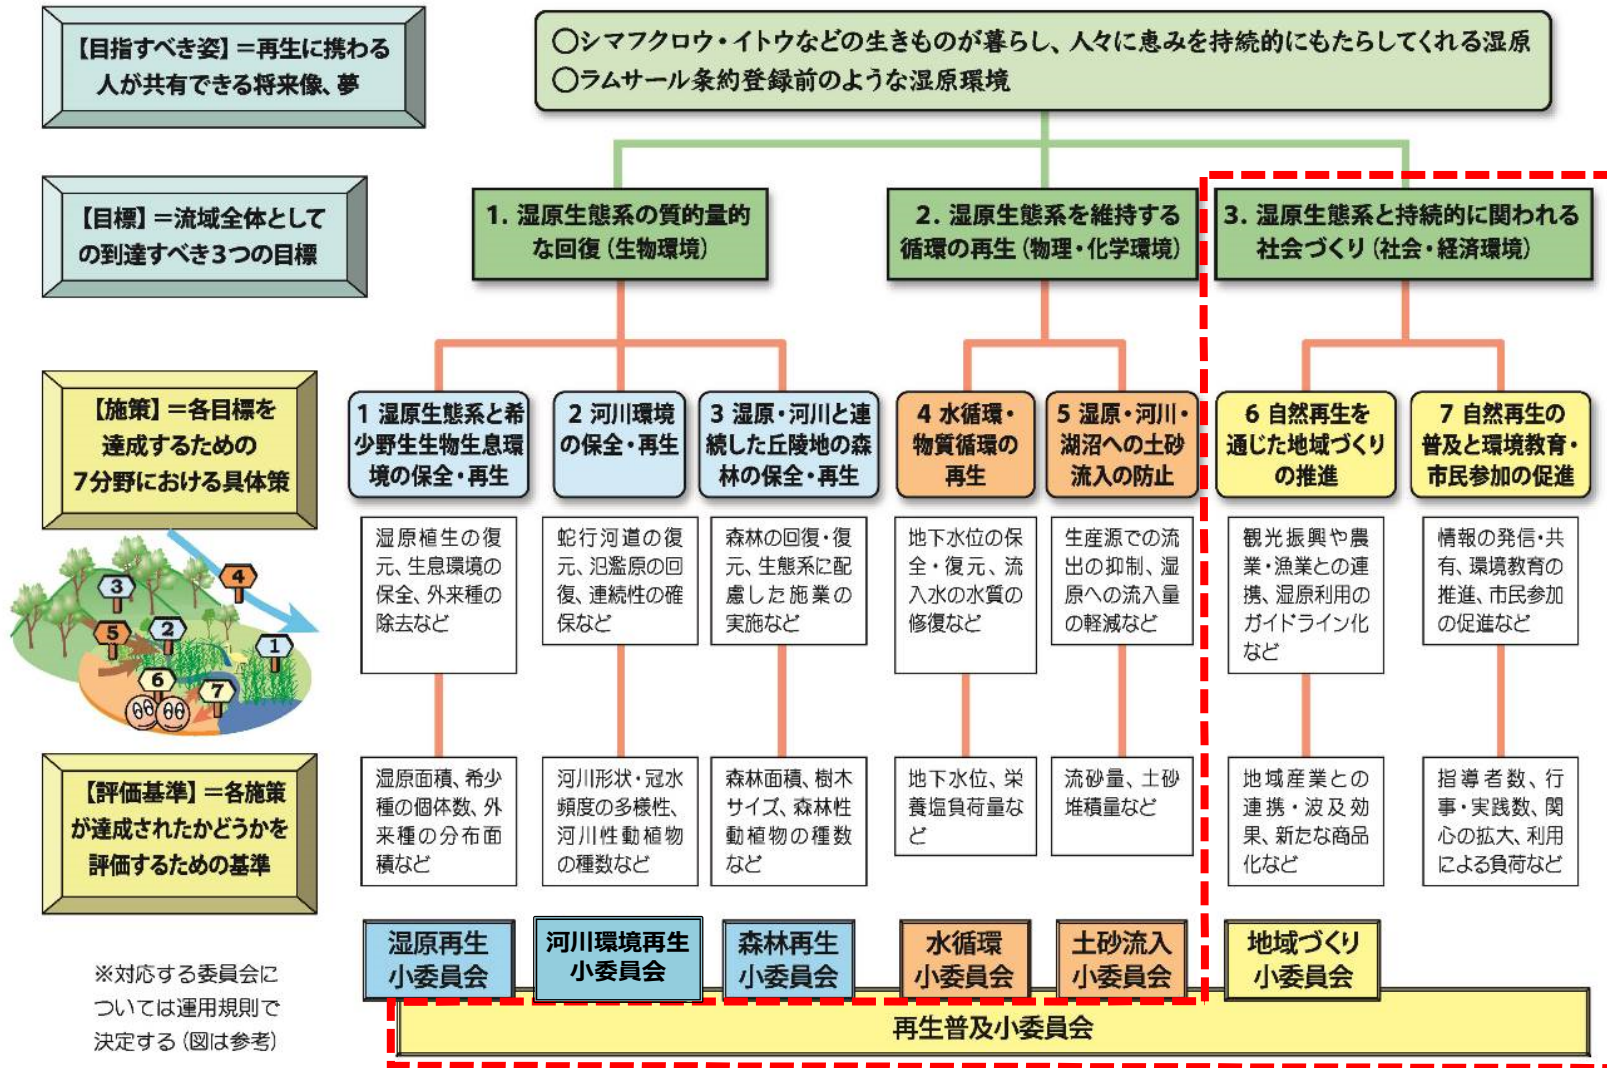 【目指すべき姿】＝再生に携わる
人が共有できる将来像、夢
○シマフクロウ・イトウなどの生きものが暮らし、人々に恵みを持続的にもたらしてくれる湿原
○ラムサール条約登録前のような湿原環境
【目標】＝流域全体として
の到達すべき3つの目標
1. 湿原生態系の質的量的
な回復（生物環境）
2. 湿原生態系を維持する
循環の再生（物理・化学環境）
3. 湿原生態系と持続的に関われる
社会づくり（社会・経済環境）
【施策】＝各目標を
達成するための
7分野における具体策
1 湿原生態系と希
少野生生物生息環
境の保全・再生
2 河川環境
の保全・再生
3 湿原・河川と連
続した丘陵地の森
林の保全・再生
4 水循環・
物質循環の
再生
5 湿原・河川・
湖沼への土砂
流入の防止
6 自然再生を
通じた地域づくり
の推進
7 自然再生の
普及と環境教育・
市民参加の促進
湿原植生の復
元、生息環境の
保全、外来種の
除去など
蛇行河道の復
元、氾濫原の回
復、連続性の確
保など
森林の回復・復
元、生態系に配
慮した施業の
実施など
地下水位の保
全・復元、流
入水の水質の
修復など
生産源での流
出の抑制、湿
原への流入量
の軽減など
観光振興や農
業・漁業との連
携、湿原利用の
ガイドライン化
など
情報の発信・共
有、環境教育の
推進、市民参加
の促進など
3
4
5
2
1
6
7
【評価基準】＝各施策
が達成されたかどうかを
評価するための基準
湿原面積、希少
種の個体数、外
来種の分布面
積など
河川形状・冠水
頻度の多様性、
河川性動植物
の種数など
森林面積、樹木
サイズ、森林性
動植物の種数
など
地下水位、栄
養塩負荷量な
ど
流砂量、土砂
堆積量など
地域産業との
連携・波及効
果、新たな商品
化など
指導者数、行
事・実践数、関
心の拡大、利用
による負荷など
湿原再生
小委員会
河川環境再生
小委員会
森林再生
小委員会
水循環
小委員会
土砂流入
小委員会
地域づくり
小委員会
再生普及小委員会
※対応する委員会に
ついては運用規則で
決定する（図は参考）